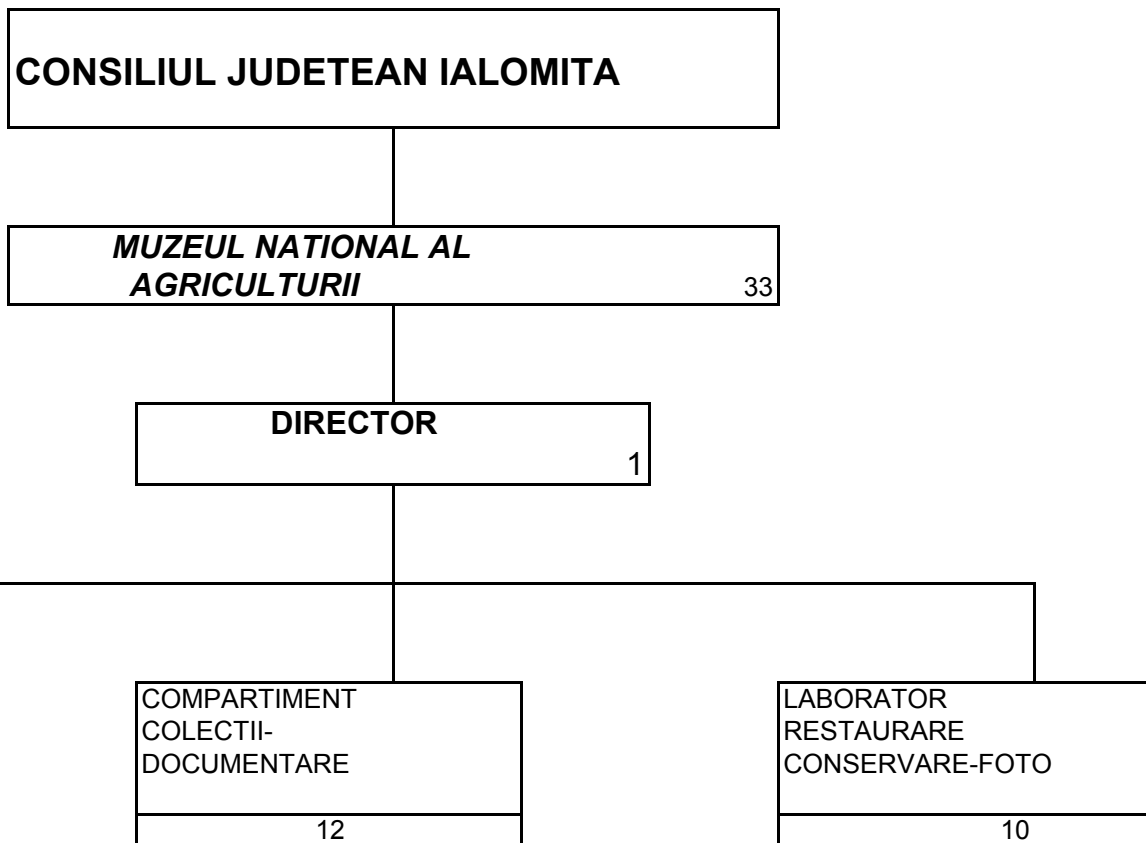 CONSILIUL JUDETEAN IALOMITA
MUZEUL NATIONAL AL
AGRICULTURII 33
DIRECTOR
1
COMPARTIMENT
COLECTII-
DOCUMENTARE
12
LABORATOR
RESTAURARE
CONSERVARE-FOTO
10